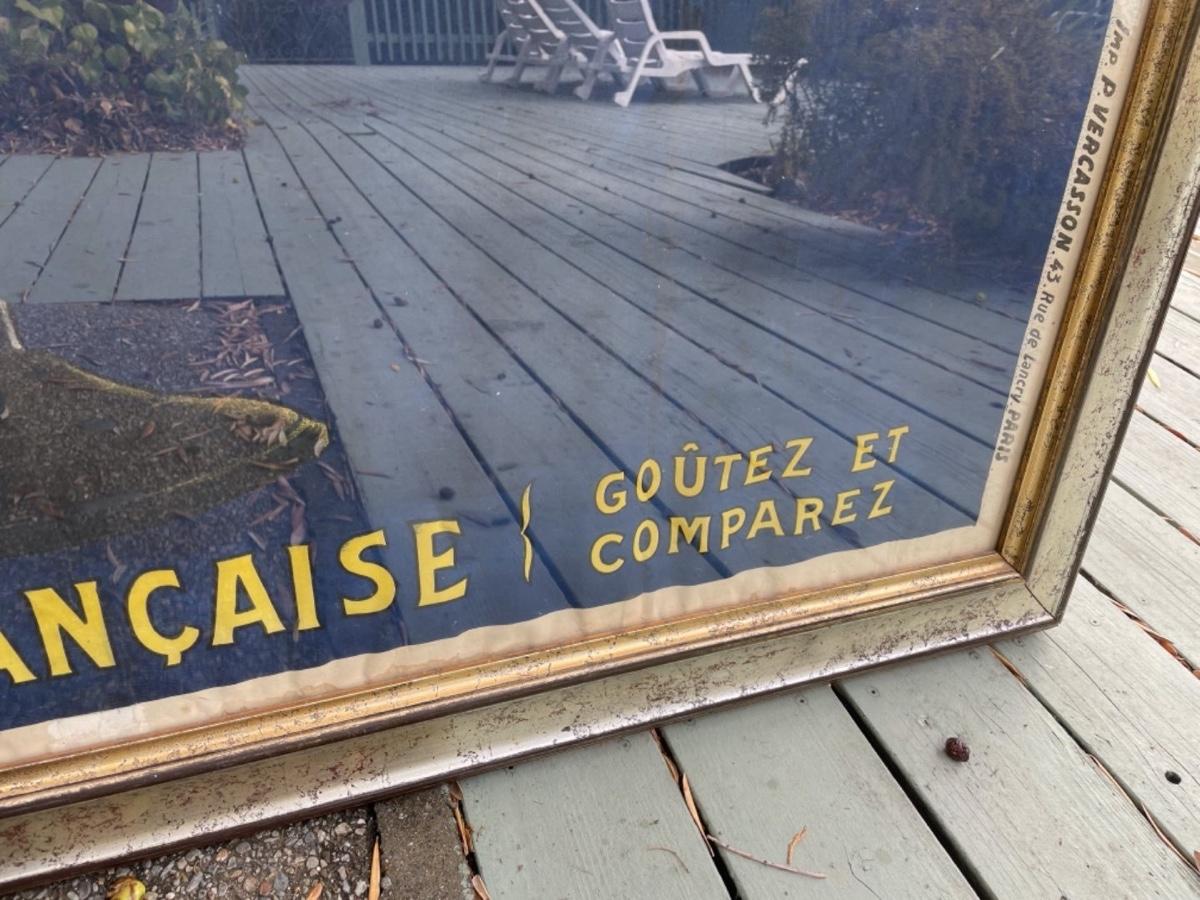 ANÇAISE
GOÛTEZ ET
COMPAREZ
IMP. P. VERCASSON. 43. Rue de Lancry. PARIS